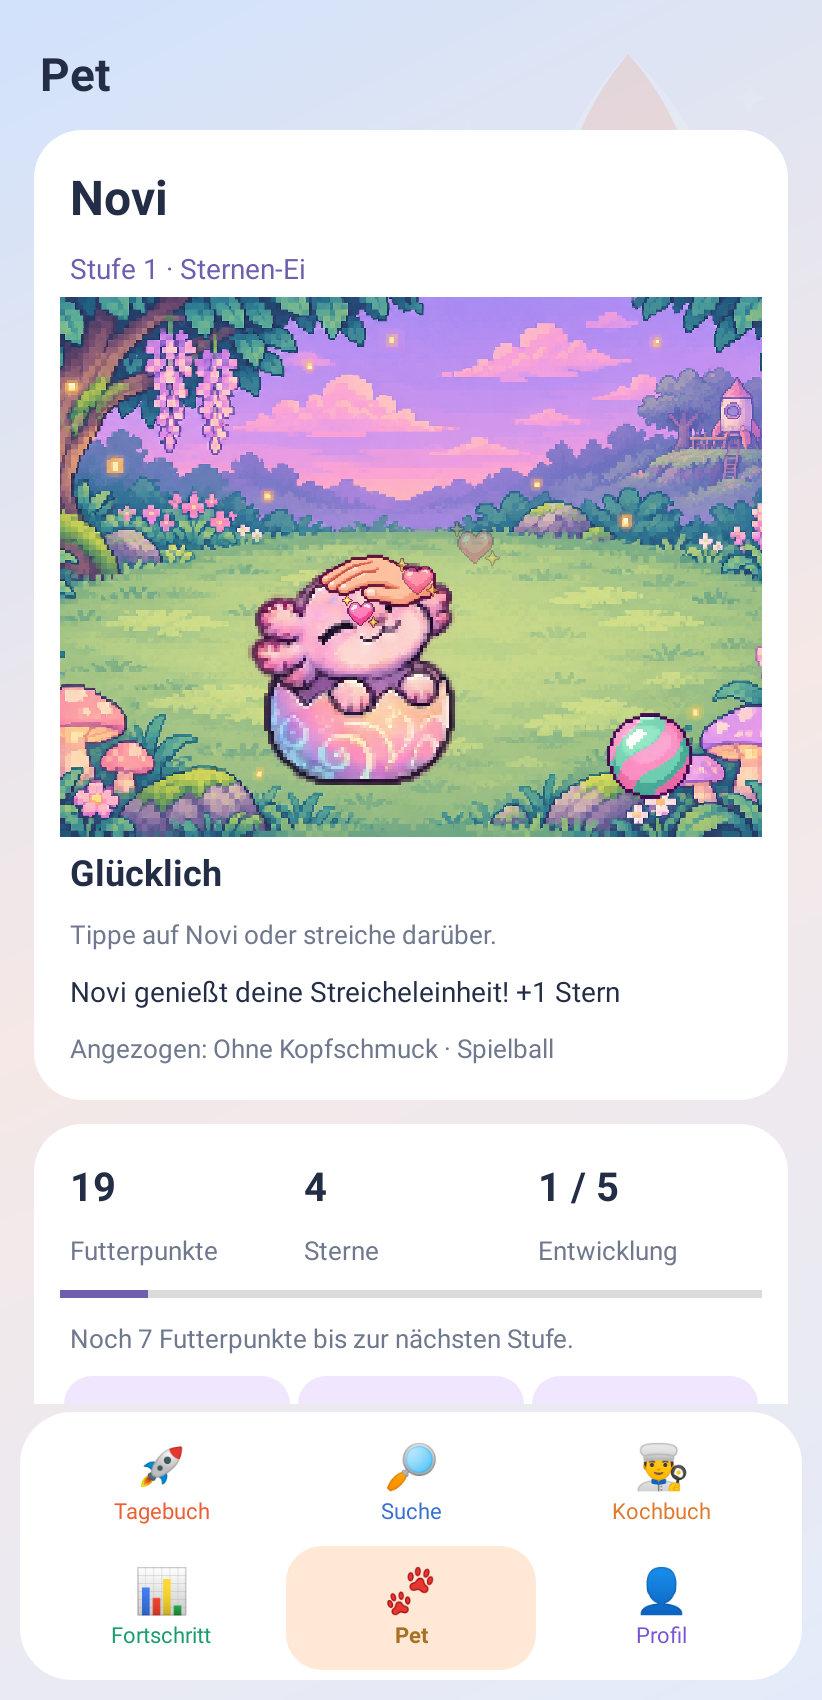 Pet
Novi
Stufe 1 · Sternen-Ei
Glücklich
Tippe auf Novi oder streiche darüber.
Novi genießt deine Streicheleinheit! +1 Stern
Angezogen: Ohne Kopfschmuck · Spielball
19 4 1 / 5
Futterpunkte Sterne Entwicklung
Noch 7 Futterpunkte bis zur nächsten Stufe.
Tagebuch Suche Kochbuch
Fortschritt Pet Profil